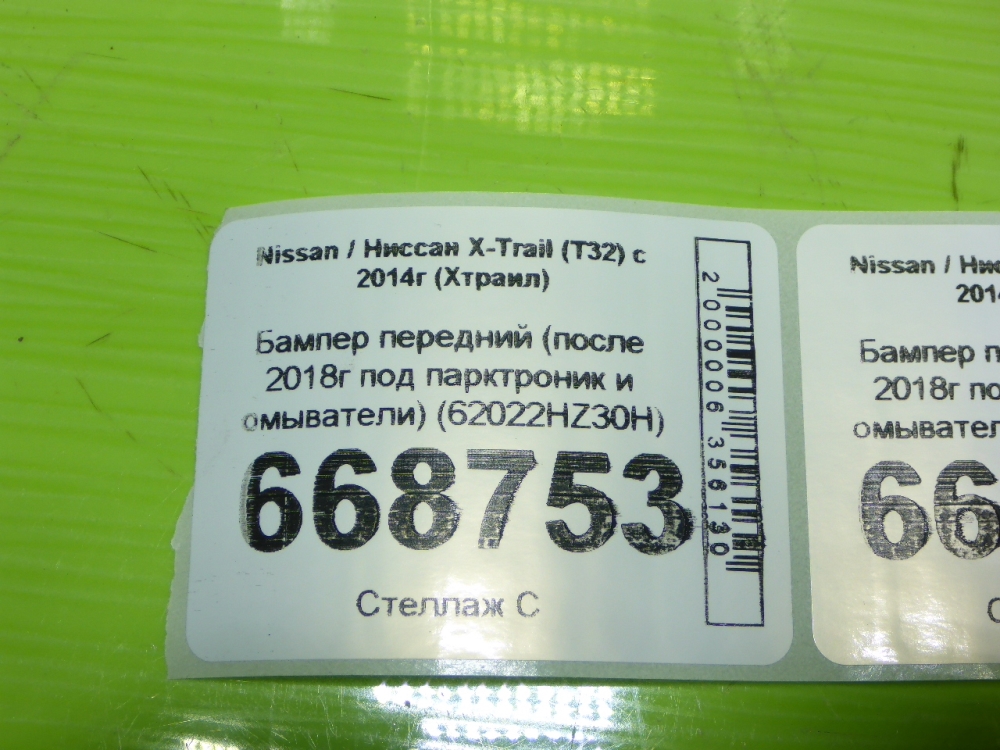 Nissan / Ниссан X-Trail (T32) с
2014г (Хтраил)
Бампер передний (после
2018г под парктроник и
омыватели) (62022HZ30H)
668753
Стеллаж С
2000006356130
Nissan / Нис
2014
Бампер п
2018г по
омывател
66
С